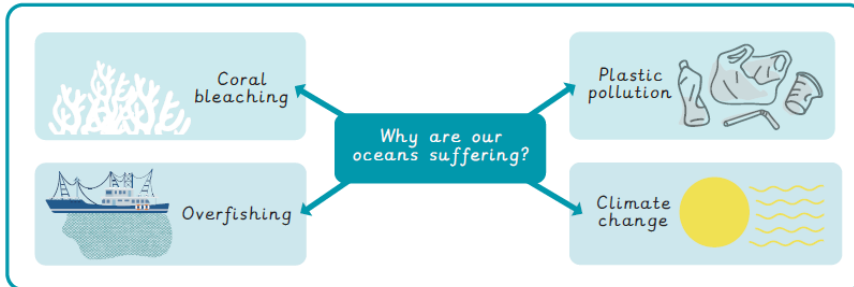 Coral
bleaching
Plastic
pollution
Why are our
oceans suffering?
Overfishing
Climate
change